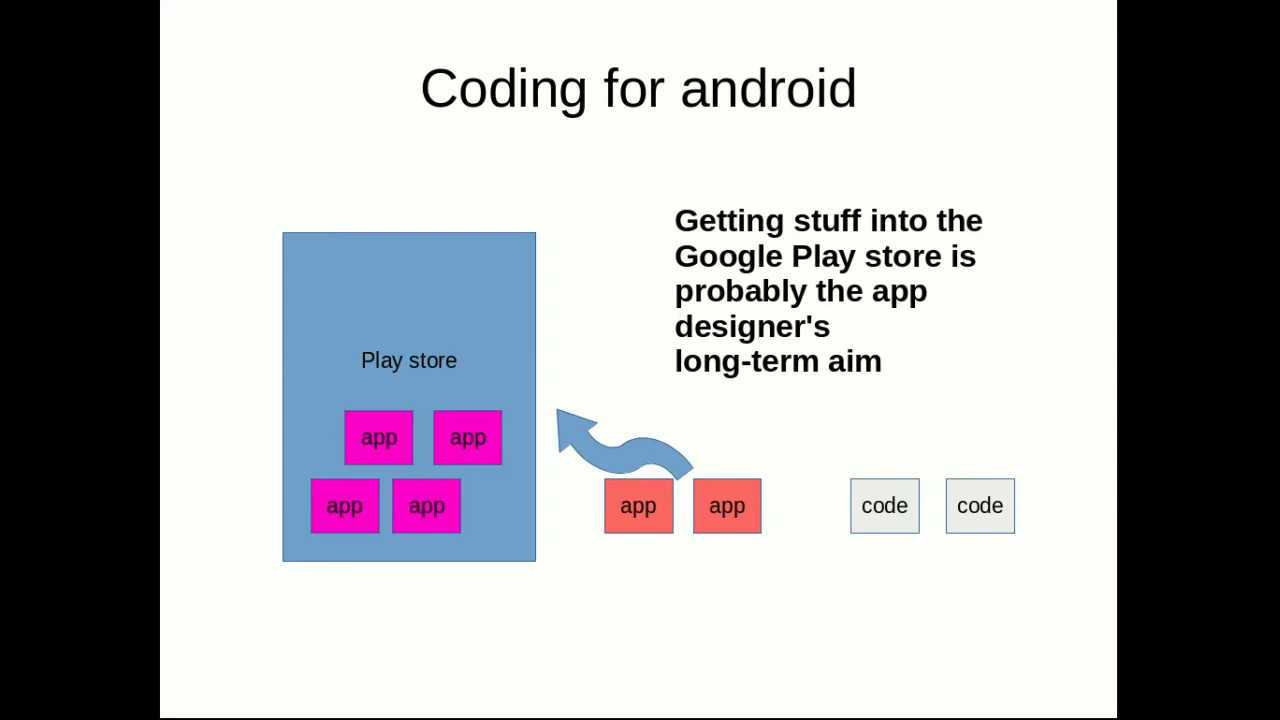 Coding for android
Getting stuff into the
Google Play store is
probably the app
designer's
long-term aim
Play store
app app
app app
app app
code code